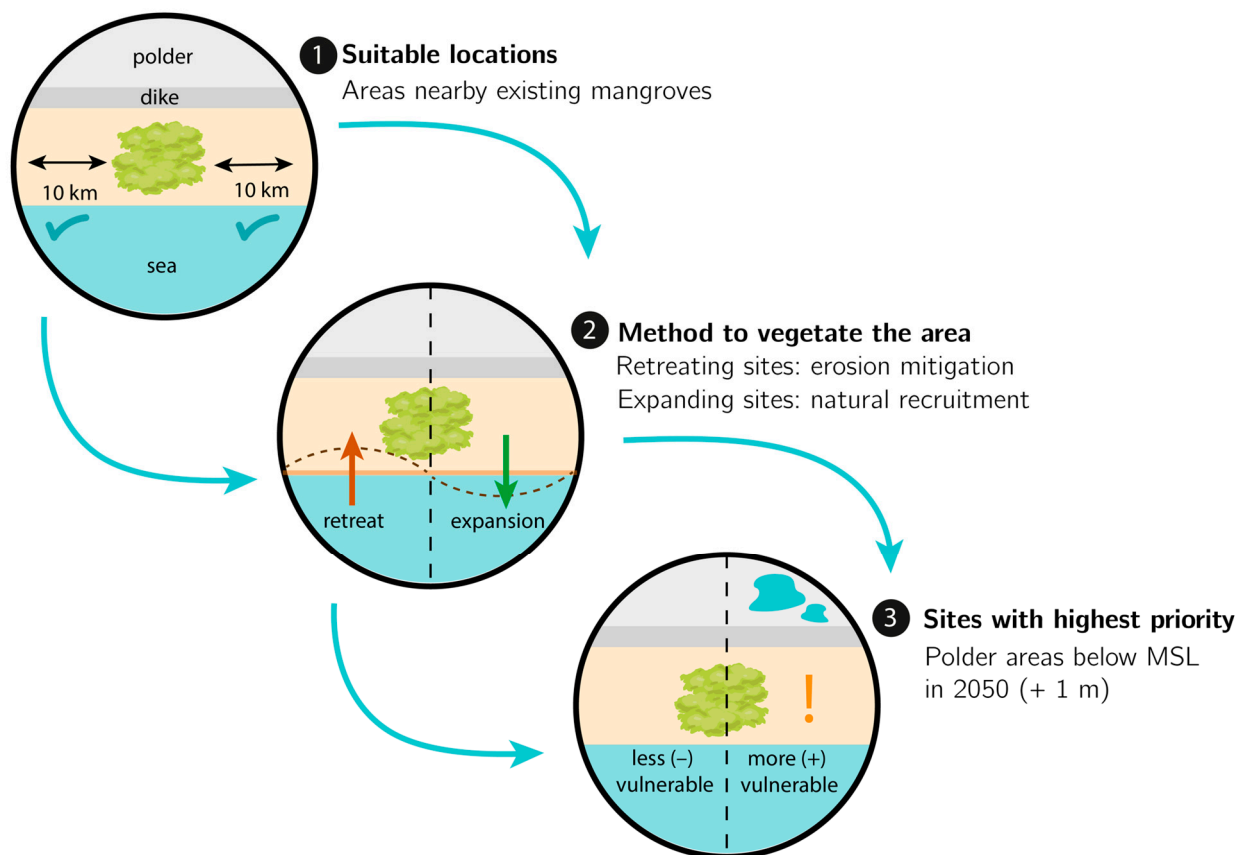 polder
dike
10 km
10 km
sea
1 Suitable locations
Areas nearby existing mangroves
retreat
expansion
2 Method to vegetate the area
Retreating sites: erosion mitigation
Expanding sites: natural recruitment
less (–)
vulnerable
more (+)
vulnerable
!
3 Sites with highest priority
Polder areas below MSL
in 2050 (+ 1 m)